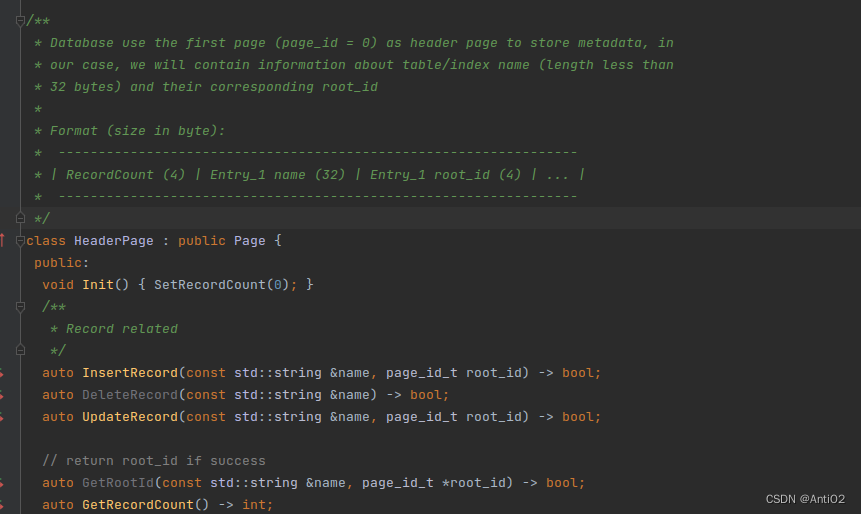 /**
 * Database use the first page (page_id = 0) as header page to store metadata, in
 * our case, we will contain information about table/index name (length less than
 * 32 bytes) and their corresponding root_id
 *
 * Format (size in byte):
 *  -----------------------------------------------------------------
 * | RecordCount (4) | Entry_1 name (32) | Entry_1 root_id (4) | ... |
 *  -----------------------------------------------------------------
 */
class HeaderPage : public Page {
 public:
  void Init() { SetRecordCount(0); }
  /**
   * Record related
   */
  auto InsertRecord(const std::string &name, page_id_t root_id) -> bool;
  auto DeleteRecord(const std::string &name) -> bool;
  auto UpdateRecord(const std::string &name, page_id_t root_id) -> bool;

  // return root_id if success
  auto GetRootId(const std::string &name, page_id_t *root_id) -> bool;
  auto GetRecordCount() -> int;
CSDN @AntiO2